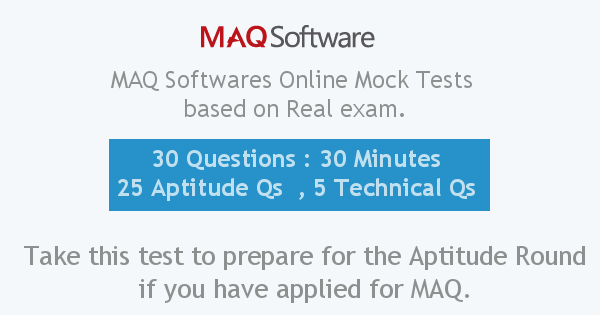 MAQ Software
MAQ Softwares Online Mock Tests
based on Real exam.
30 Questions : 30 Minutes
25 Aptitude Qs , 5 Technical Qs
Take this test to prepare for the Aptitude Round
if you have applied for MAQ.